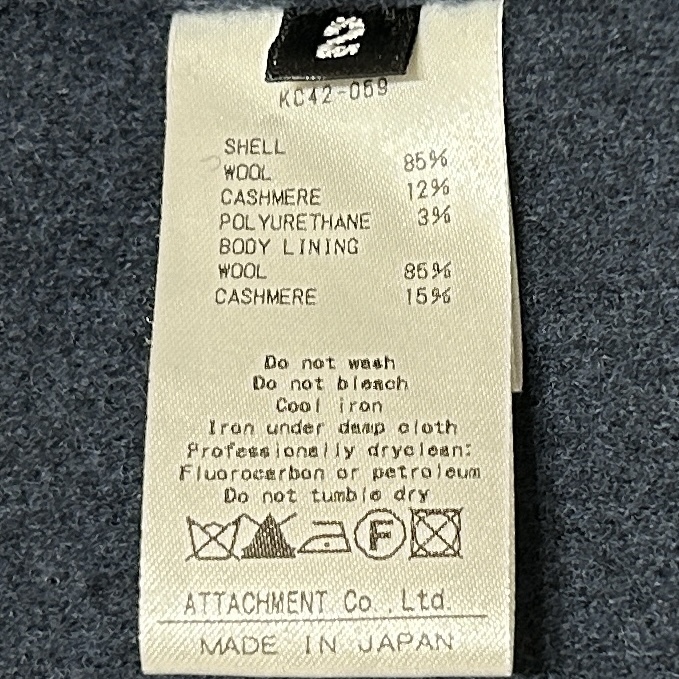 2
KC42-059
SHELL
WOOL 85%
CASHMERE 12%
POLYURETHANE 3%
BODY LINING
WOOL 85%
CASHMERE 15%
Do not wash
Do not bleach
Cool iron
Iron under damp cloth
Professionally dryclean:
Fluorocarbon or petroleum
Do not tumble dry
F
ATTACHMENT Co.,Ltd.
MADE IN JAPAN